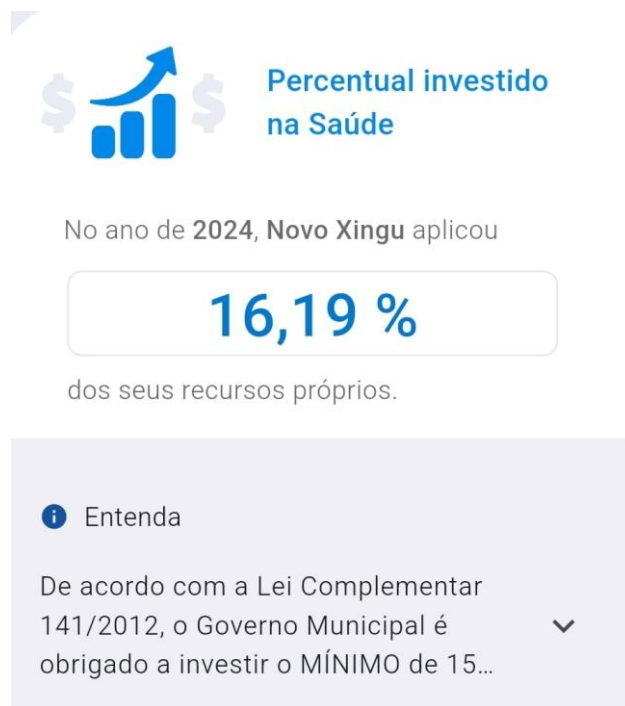 $ $
Percentual investido
na Saúde
No ano de 2024, Novo Xingu aplicou
16,19 %
dos seus recursos próprios.
Entenda
De acordo com a Lei Complementar
141/2012, o Governo Municipal é
obrigado a investir o MÍNIMO de 15...